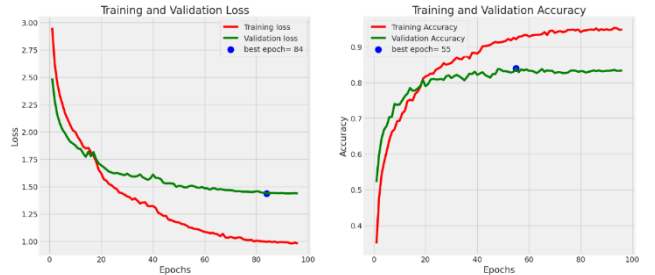 Training and Validation Loss
Training loss
Validation loss
best epoch= 84
3.00
2.75
2.50
2.25
2.00
1.75
1.50
1.25
1.00
Loss
0
20
40
60
80
100
Epochs
Training and Validation Accuracy
Training Accuracy
Validation Accuracy
best epoch= 55
0.9
0.8
0.7
0.6
0.5
0.4
Accuracy
0
20
40
60
80
100
Epochs